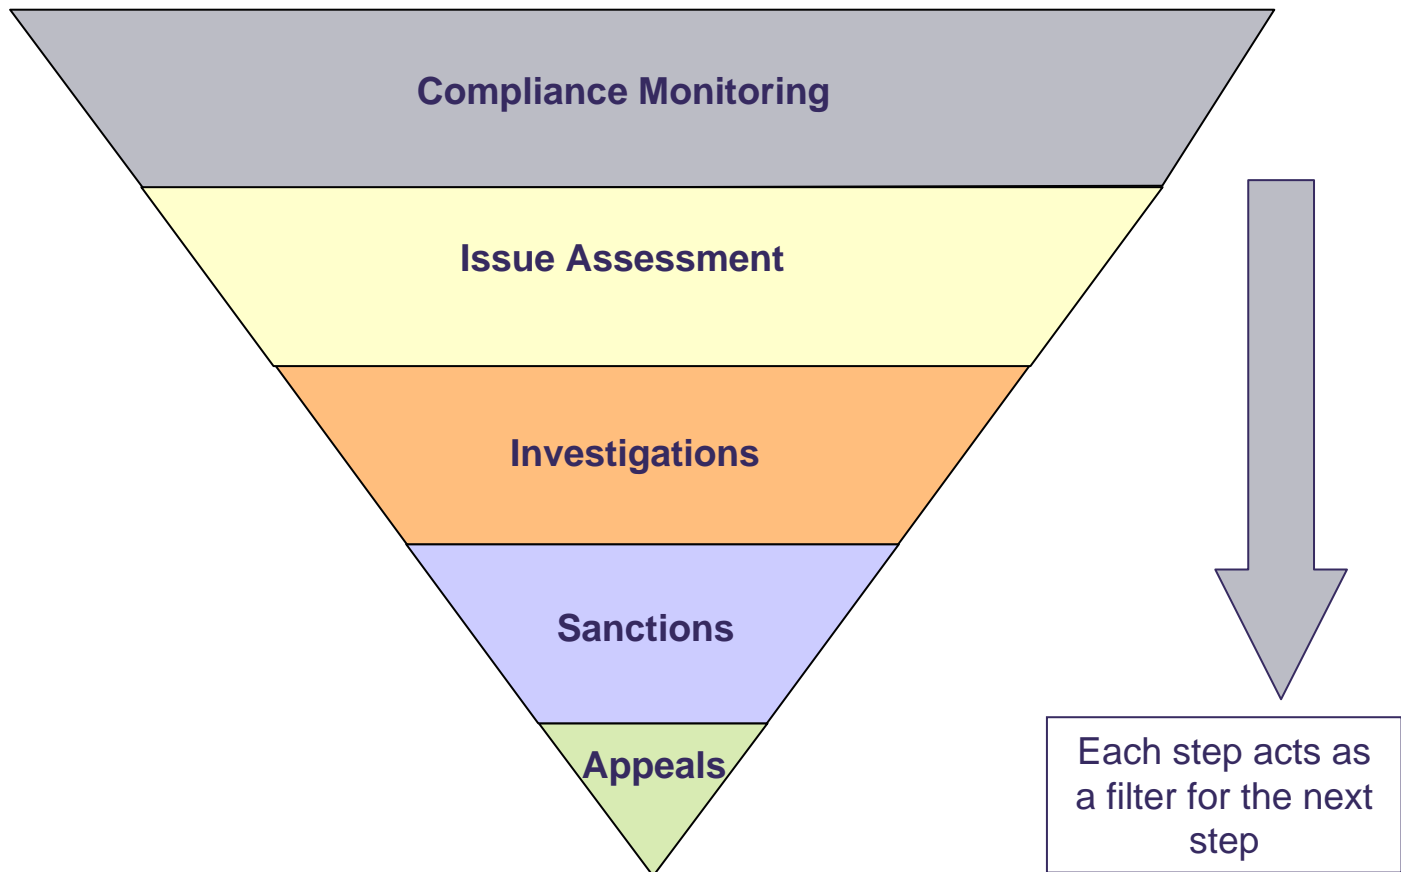 Compliance Monitoring
Issue Assessment
Investigations
Sanctions
Appeals
Each step acts as
a filter for the next
step